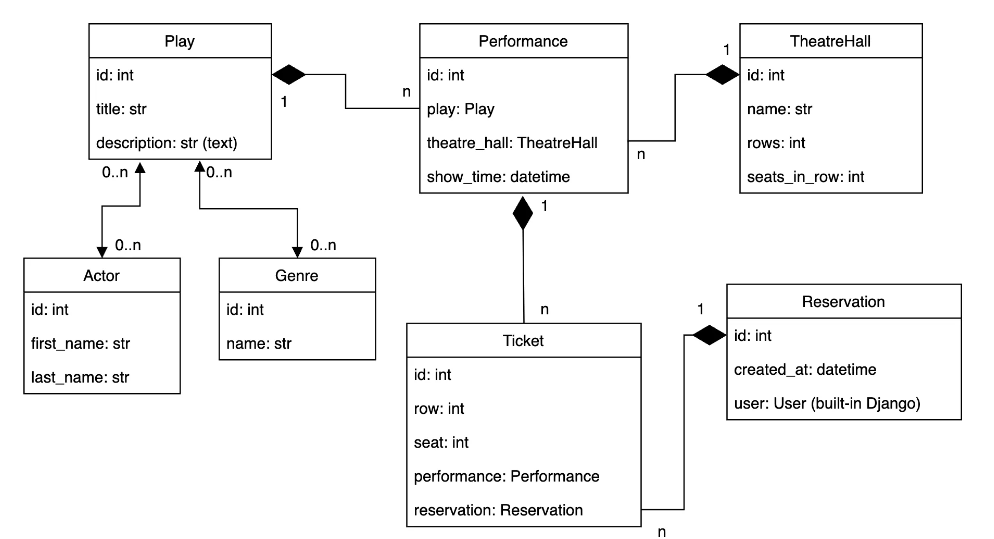 Play
id: int
title: str
description: str (text)
1
n
Performance
id: int
play: Play
theatre_hall: TheatreHall
show_time: datetime
1
n
TheatreHall
id: int
name: str
rows: int
seats_in_row: int
0..n
0..n
0..n
0..n
Actor
id: int
first_name: str
last_name: str
Genre
id: int
name: str
1
n
Ticket
id: int
row: int
seat: int
performance: Performance
reservation: Reservation
1
n
Reservation
id: int
created_at: datetime
user: User (built-in Django)